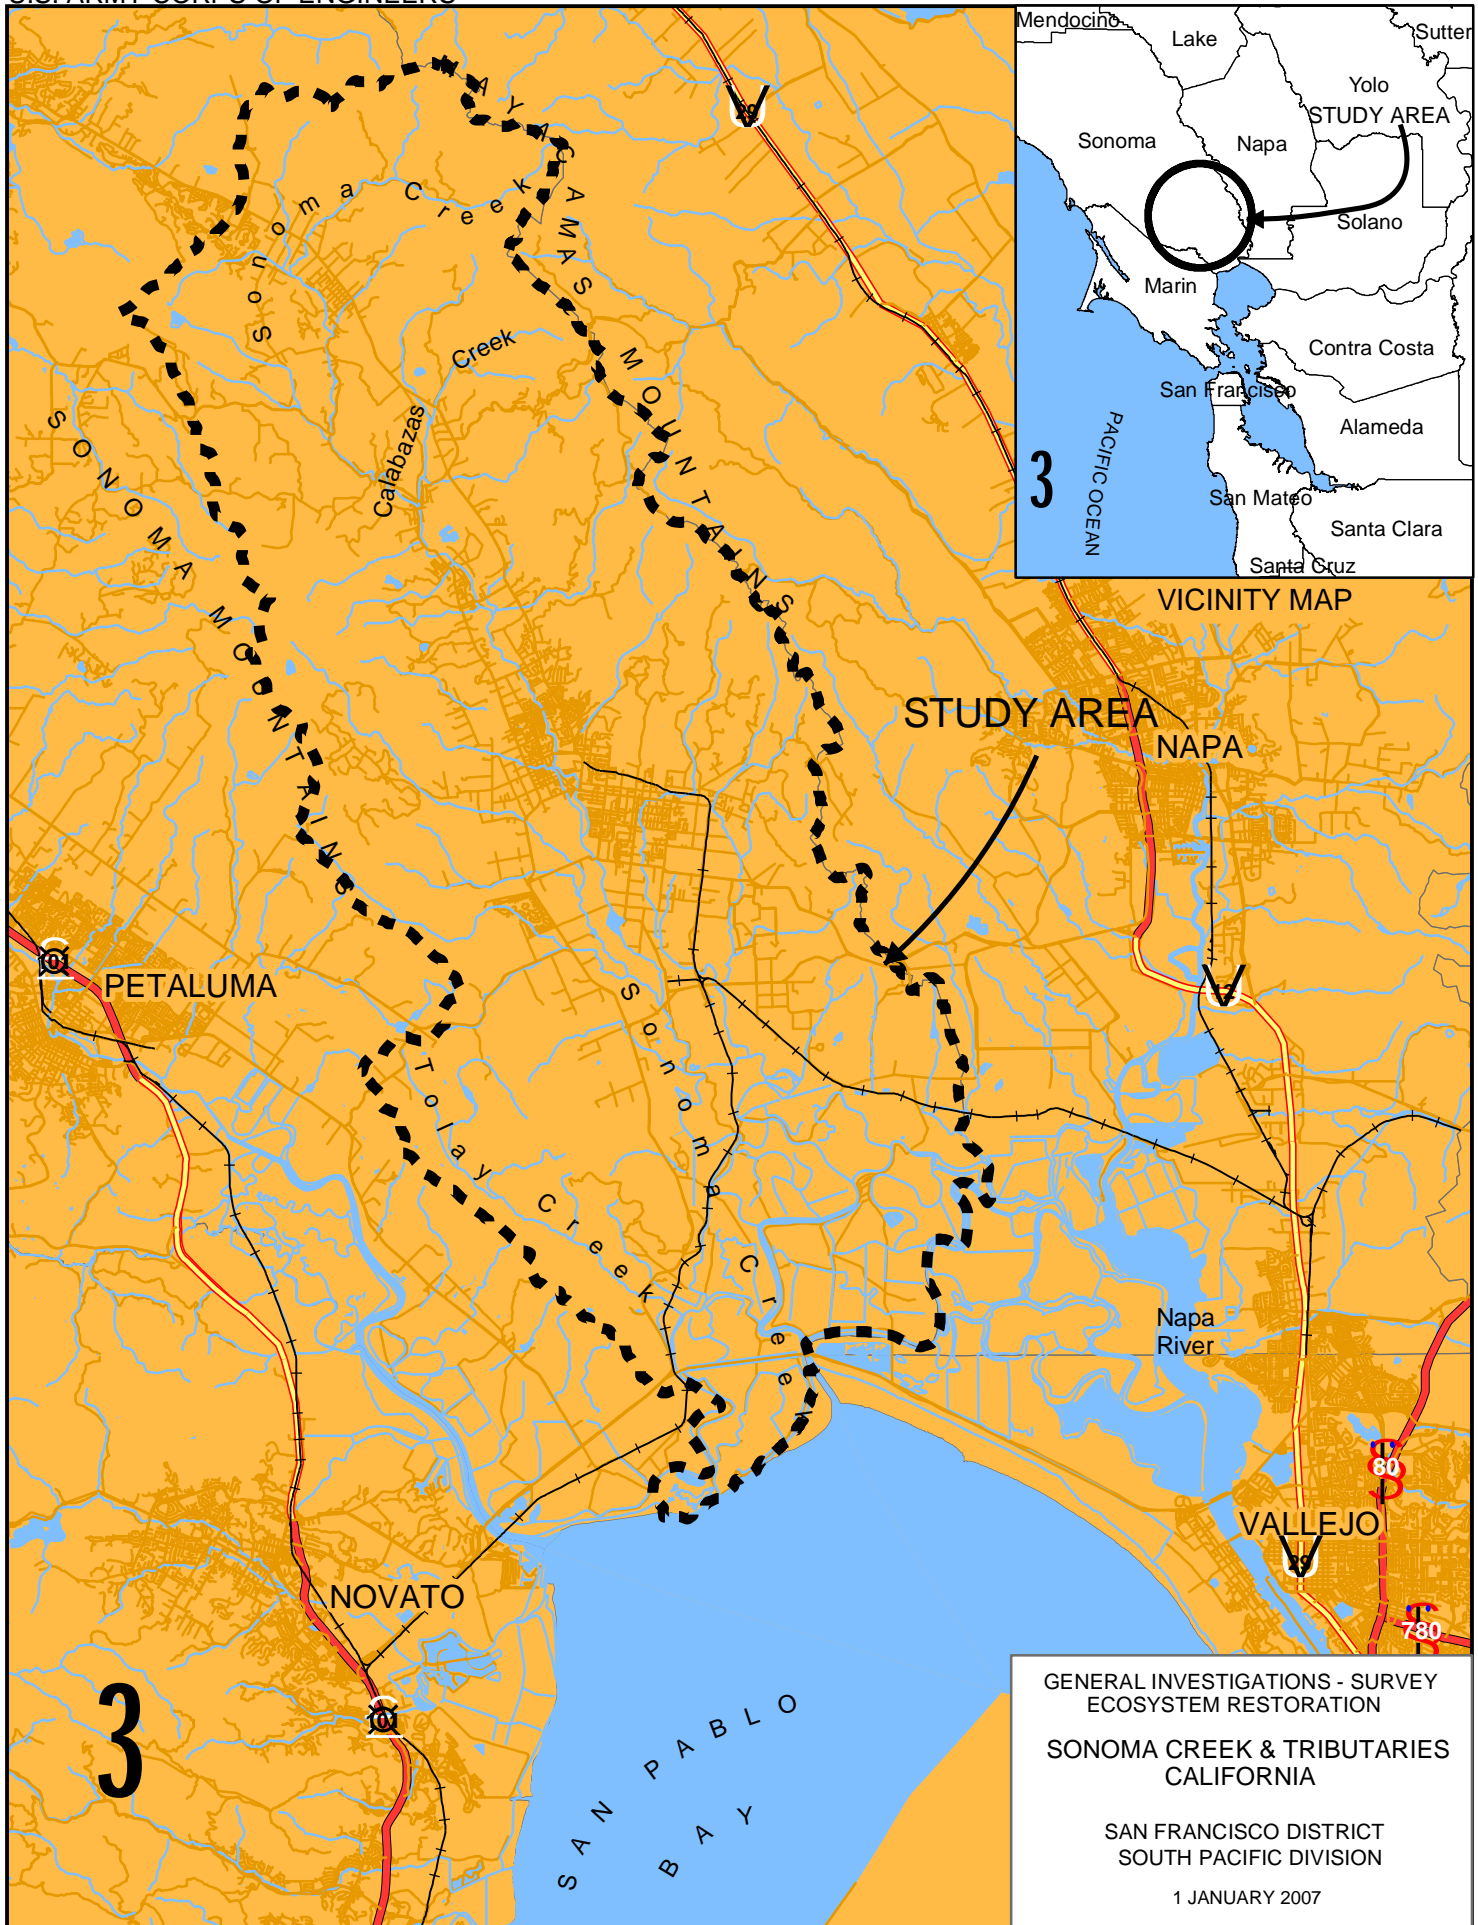 U.S. ARMY CORPS OF ENGINEERS
Mendocino
Lake
Sutter
Yolo
STUDY AREA
Sonoma
Napa
Solano
Marin
Contra Costa
San Francisco
Alameda
PACIFIC OCEAN
3
San Mateo
Santa Clara
Santa Cruz
VICINITY MAP
MAYACAMAS MOUNTAINS
29
Sonoma Creek
Calabazas Creek
SONOMA MOUNTAINS
STUDY AREA
NAPA
PETALUMA
12
Sonoma Creek
Tolay Creek
Napa
River
80
VALLEJO
29
780
NOVATO
3
SAN PABLO
BAY
GENERAL INVESTIGATIONS - SURVEY
ECOSYSTEM RESTORATION
SONOMA CREEK & TRIBUTARIES
CALIFORNIA
SAN FRANCISCO DISTRICT
SOUTH PACIFIC DIVISION
1 JANUARY 2007